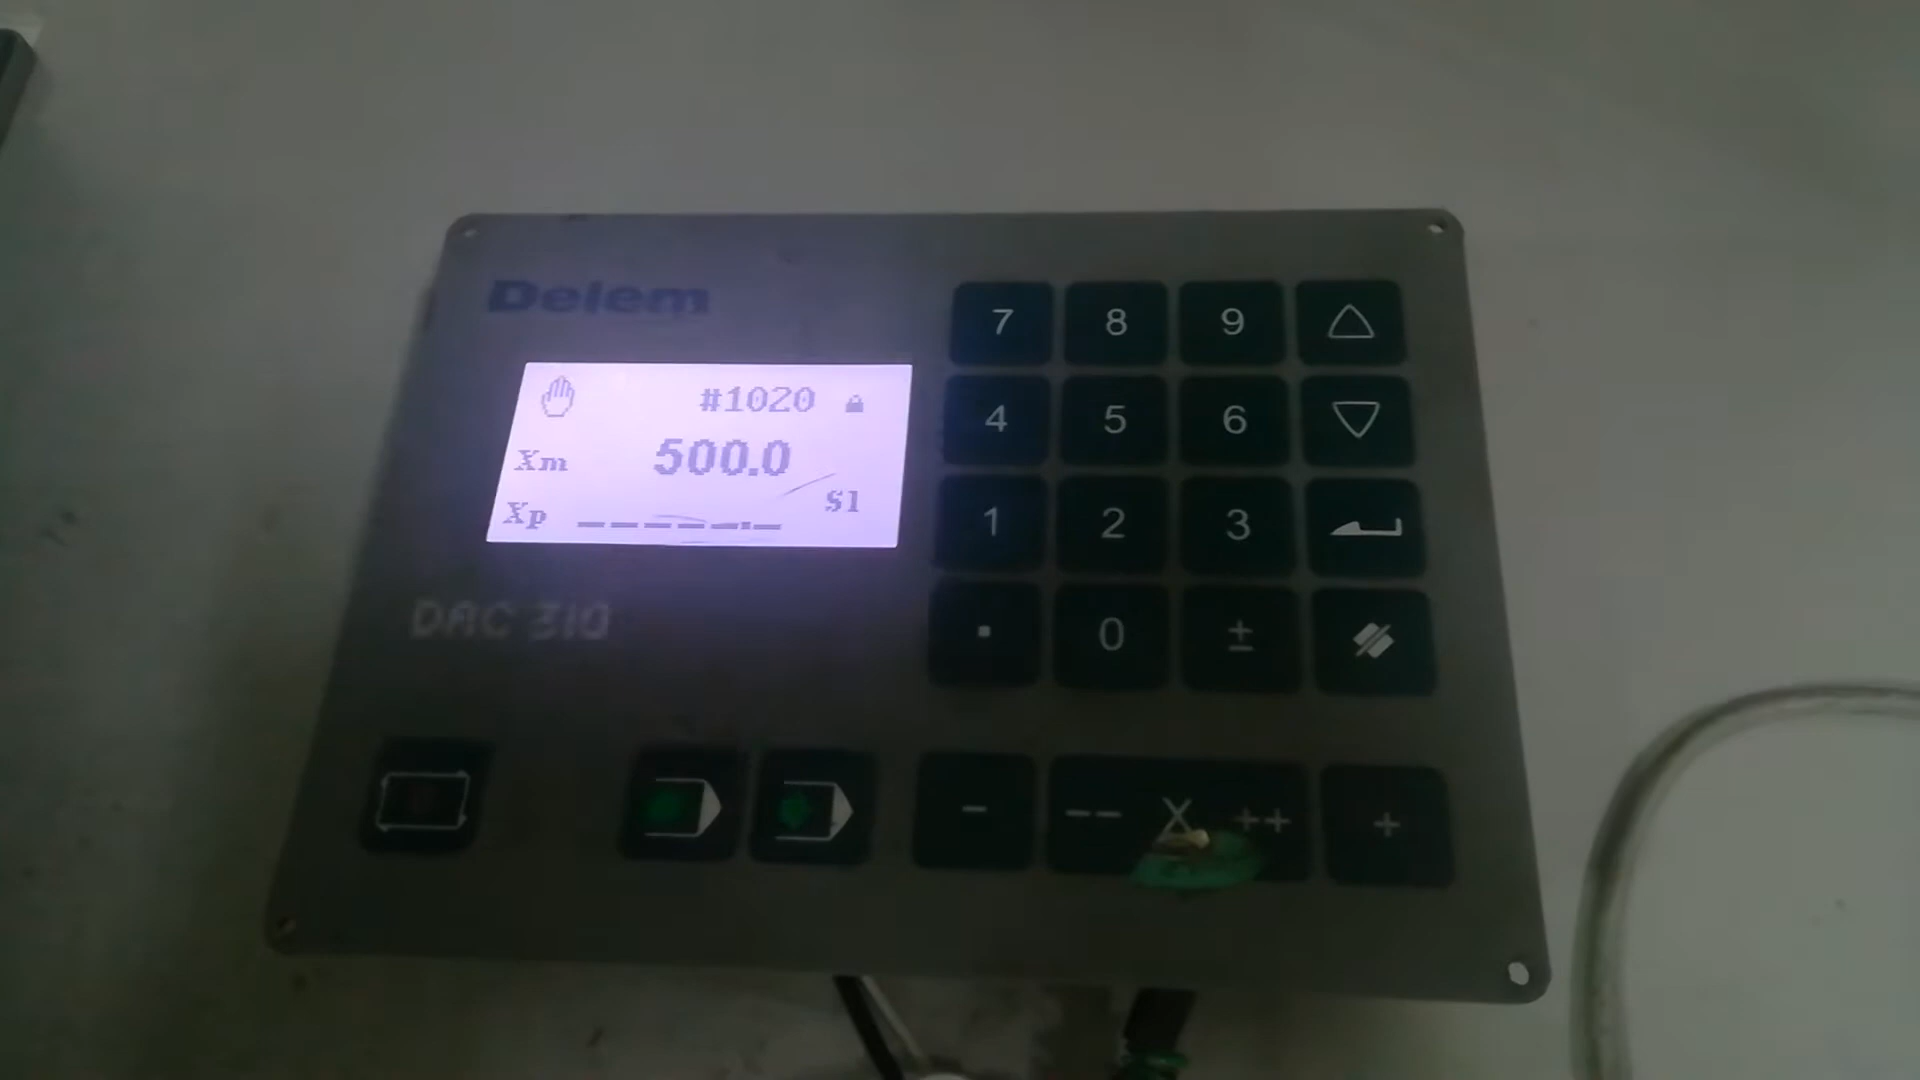 Delem
#1020
Xm 500.0
S1
Xp _____._
DAC 310
7 8 9
4 5 6
1 2 3
. 0 ±
- -- X ++ +